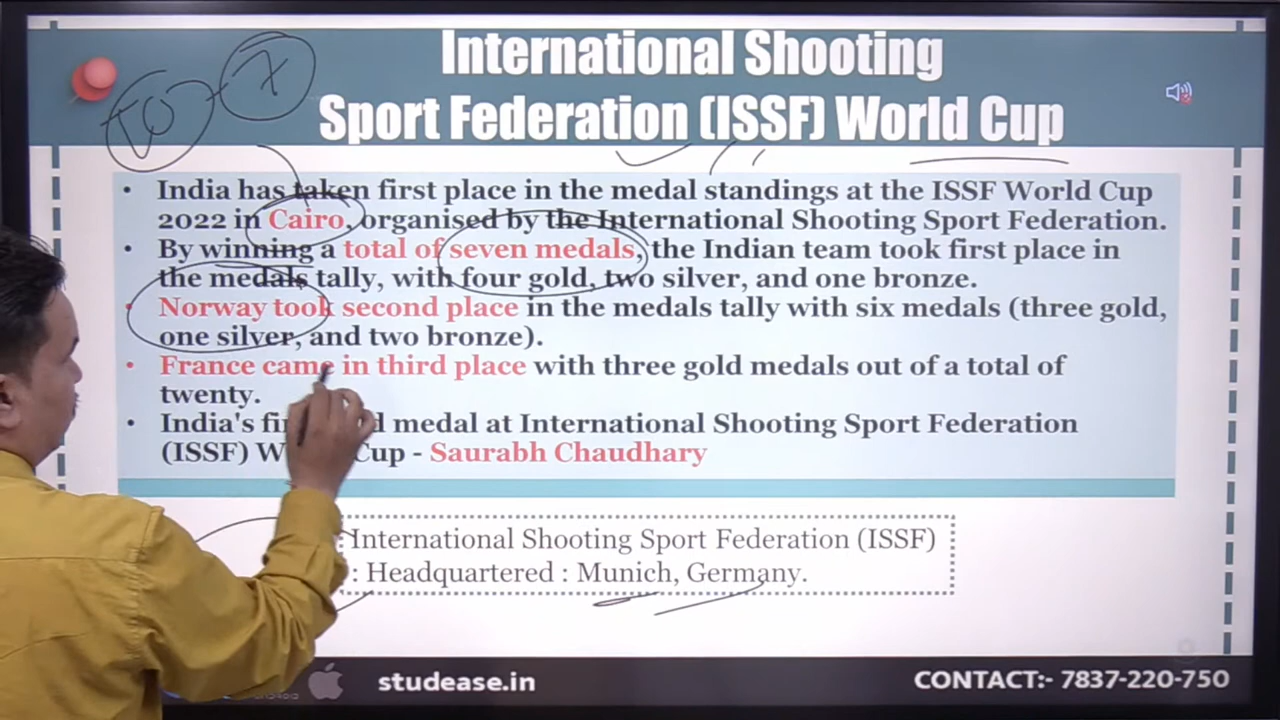 International Shooting
Sport Federation (ISSF) World Cup
TO - 7
• India has taken first place in the medal standings at the ISSF World Cup
2022 in Cairo, organised by the International Shooting Sport Federation.
• By winning a total of seven medals, the Indian team took first place in
the medals tally, with four gold, two silver, and one bronze.
• Norway took second place in the medals tally with six medals (three gold,
one silver, and two bronze).
• France came in third place with three gold medals out of a total of
twenty.
• India's medal at International Shooting Sport Federation
(ISSF) Cup - Saurabh Chaudhary
International Shooting Sport Federation (ISSF)
: Headquartered : Munich, Germany.
studease.in
CONTACT:- 7837-220-750